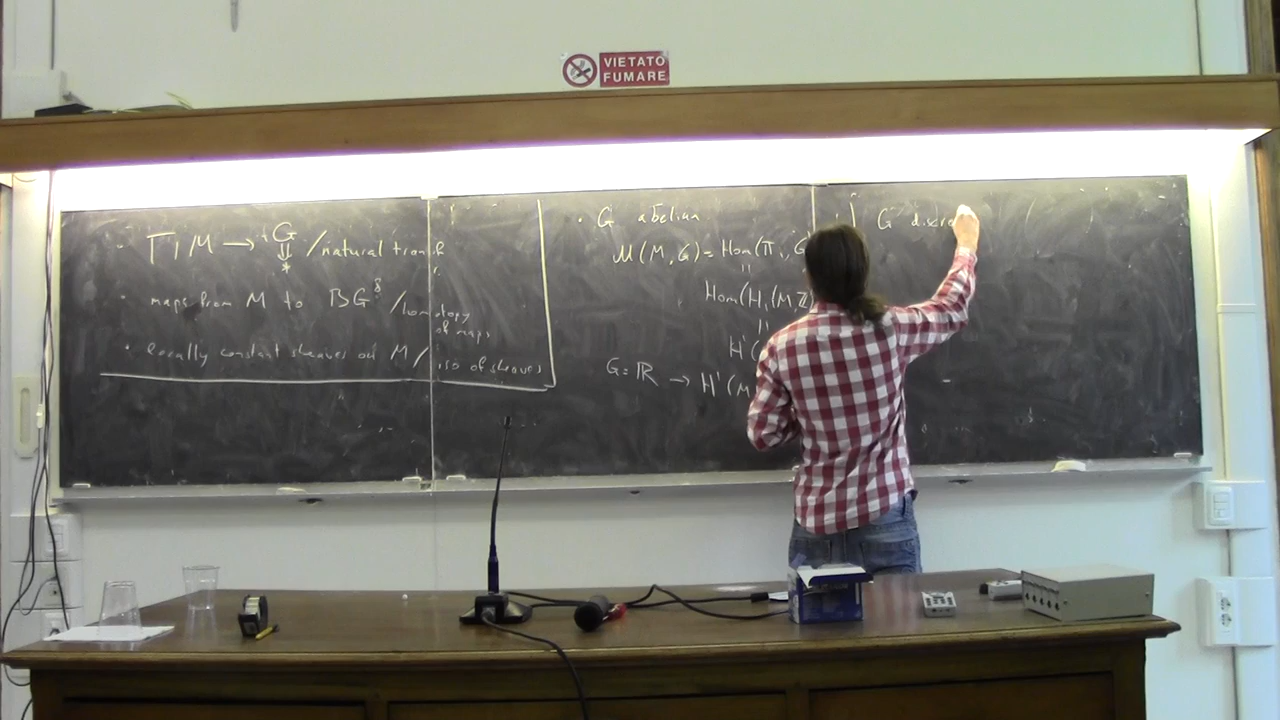 VIETATO
FUMARE
Π₁M → G / natural transf
⇓
*
· maps from M to BG^δ / homotopy
of maps
· locally constant sheaves on M / iso of sheaves
· G abelian
M(M,G) = Hom(π₁, G
"
Hom(H₁(M,Z)
"
H¹(
G = ℝ → H¹(M
G discre